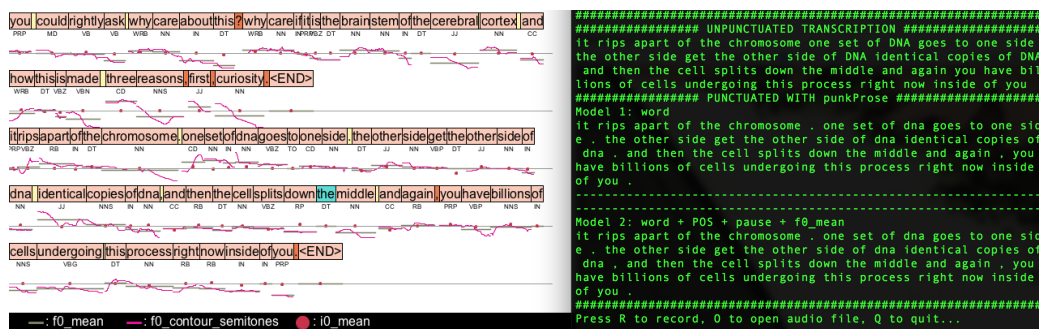 you could rightly ask why care about this ? why care if it is the brain stem of the cerebral cortex and
PRP MD VB VB WRB NN IN DT WRB NN IN PRP VBZ DT NN NN IN DT JJ NN CC
how this is made three reasons . first , curiosity . <END>
WRB DT VBZ VBN CD NNS JJ NN
it rips apart of the chromosome . one set of dna goes to one side . the other side get the other side of
PRP VBZ RB IN DT NN CD NN IN NN VBZ TO CD NN DT JJ NN VBP DT JJ NN IN
dna identical copies of dna , and then the cell splits down the middle and again , you have billions of
NN JJ NNS IN NN CC RB DT NN VBZ RP DT NN CC RB PRP VBP NNS IN
cells undergoing this process right now inside of you . <END>
NNS VBG DT NN RB RB IN IN PRP
: f0_mean : f0_contour_semitones : i0_mean
################# UNPUNCTUATED TRANSCRIPTION #################
it rips apart of the chromosome one set of DNA goes to one side
the other side get the other side of DNA identical copies of DNA
and then the cell splits down the middle and again you have bil
lions of cells undergoing this process right now inside of you
################# PUNCTUATED WITH punkProse #################
Model 1: word
it rips apart of the chromosome . one set of dna goes to one sid
e . the other side get the other side of dna identical copies of
dna . and then the cell splits down the middle and again , you
have billions of cells undergoing this process right now inside
of you .
----------------------------------------------------------------
Model 2: word + POS + pause + f0_mean
it rips apart of the chromosome . one set of dna goes to one sid
e . the other side get the other side of dna identical copies of
dna , and then the cell splits down the middle and again , you
have billions of cells undergoing this process right now inside
of you .
################################################################
Press R to record, O to open audio file, Q to quit...